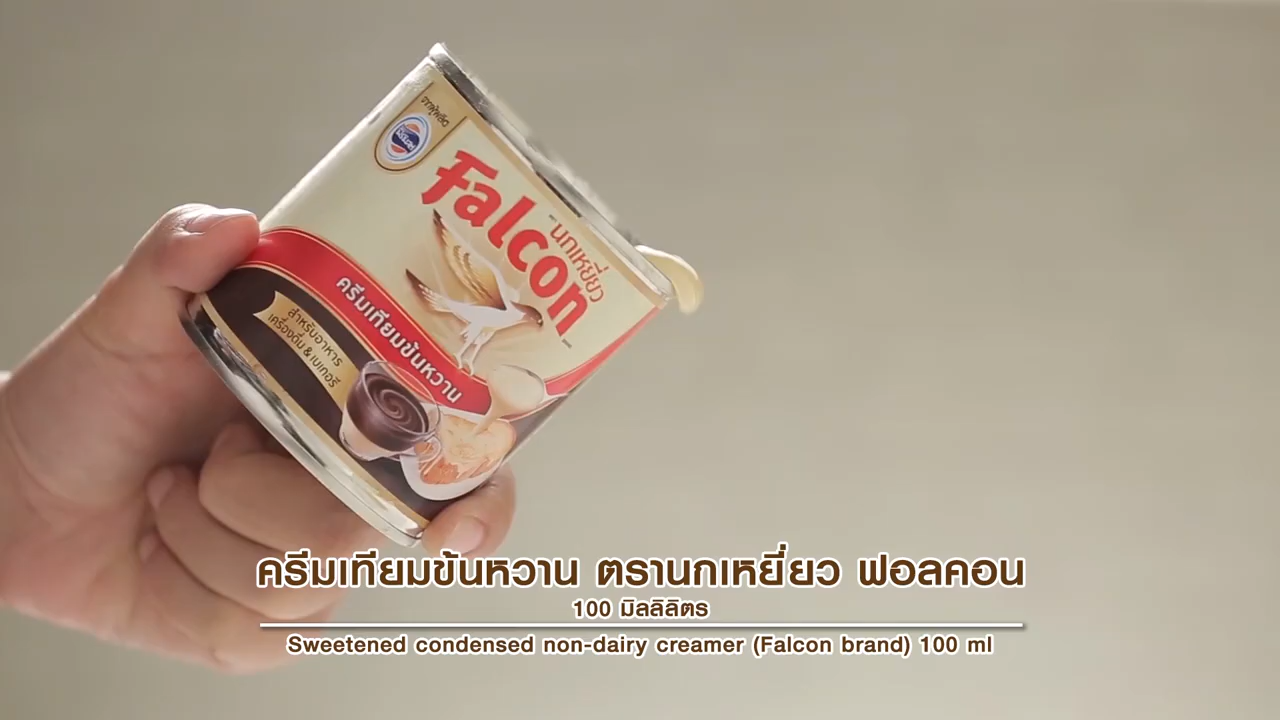 Falcon
นกเหยี่ยว
ครีมเทียมข้นหวาน
สำหรับอาหาร
เครื่องดื่ม & เบเกอรี่
ครีมเทียมข้นหวาน ตรานกเหยี่ยว ฟอลคอน
100 มิลลิลิตร
Sweetened condensed non-dairy creamer (Falcon brand) 100 ml